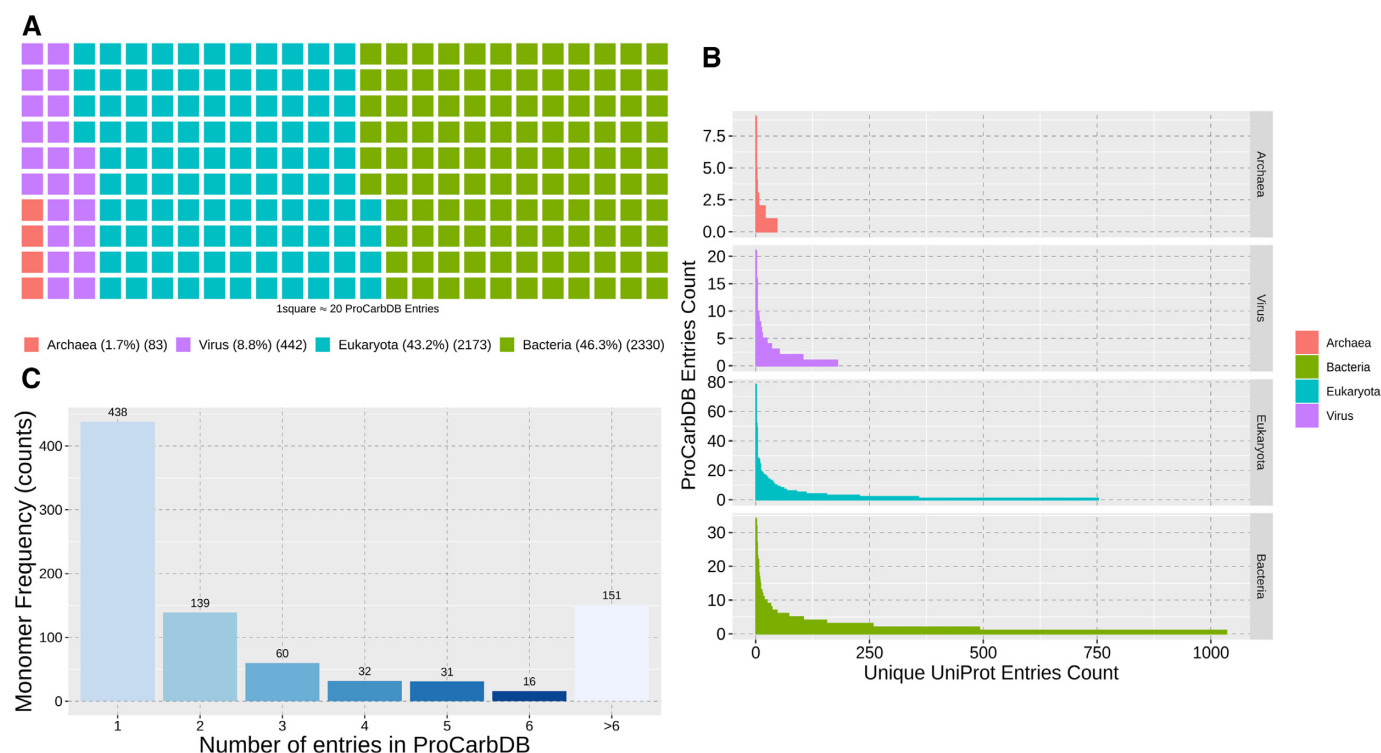 A
1square ≈ 20 ProCarbDB Entries
Archaea (1.7%) (83) Virus (8.8%) (442) Eukaryota (43.2%) (2173) Bacteria (46.3%) (2330)
B
ProCarbDB Entries Count
7.5
5.0
2.5
0.0
Archaea
20
15
10
5
0
Virus
80
60
40
20
0
Eukaryota
30
20
10
0
Bacteria
0 250 500 750 1000
Unique UniProt Entries Count
Archaea
Bacteria
Eukaryota
Virus
C
Monomer Frequency (counts)
400
300
200
100
0
438
139
60
32
31
16
151
1 2 3 4 5 6 >6
Number of entries in ProCarbDB